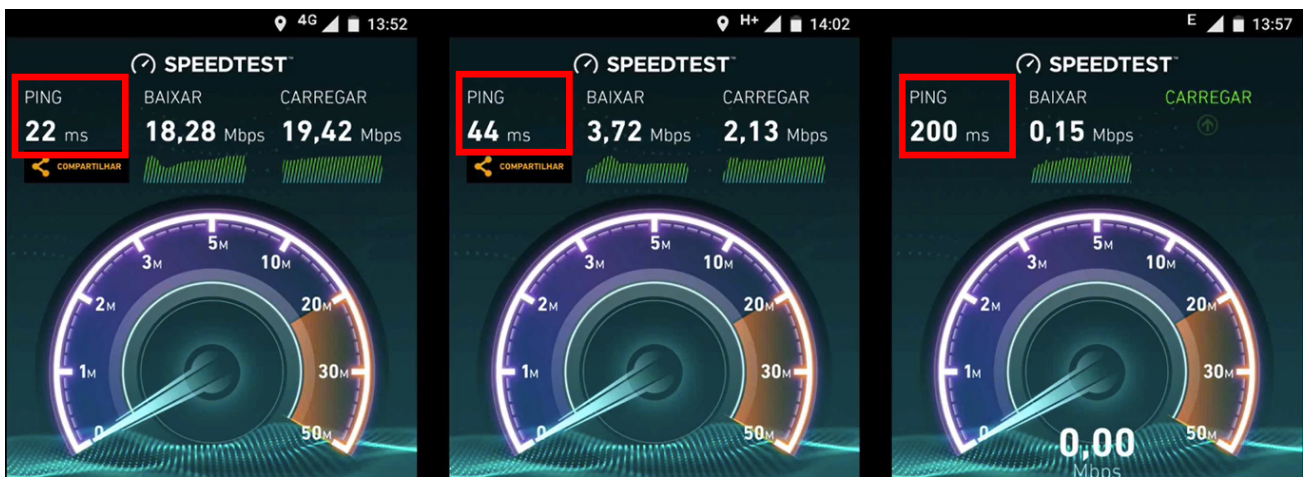 4G 13:52
SPEEDTEST™
PING BAIXAR CARREGAR
22 ms 18,28 Mbps 19,42 Mbps
COMPARTILHAR
5M
3M 10M
2M 20M
1M 30M
0 50M
H+ 14:02
SPEEDTEST™
PING BAIXAR CARREGAR
44 ms 3,72 Mbps 2,13 Mbps
COMPARTILHAR
5M
3M 10M
2M 20M
1M 30M
0 50M
E 13:57
SPEEDTEST™
PING BAIXAR CARREGAR
200 ms 0,15 Mbps
5M
3M 10M
2M 20M
1M 30M
0 50M
0,00
Mbps